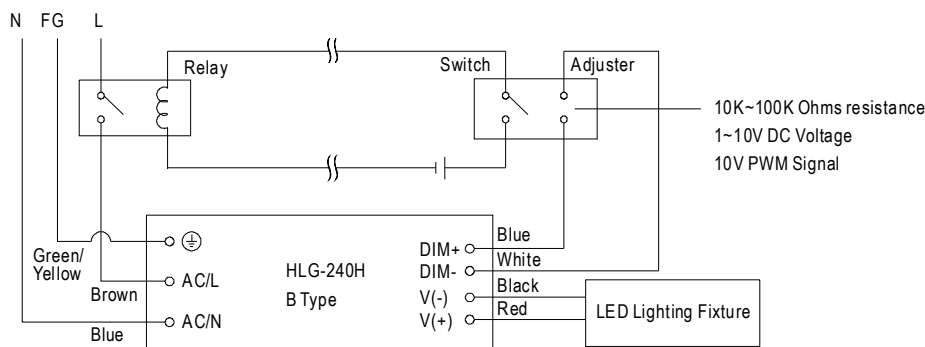 N FG L
Relay
Switch
Adjuster
10K~100K Ohms resistance
1~10V DC Voltage
10V PWM Signal
Green/
Yellow
Brown
Blue
AC/L
AC/N
HLG-240H
B Type
DIM+
DIM-
V(-)
V(+)
Blue
White
Black
Red
LED Lighting Fixture